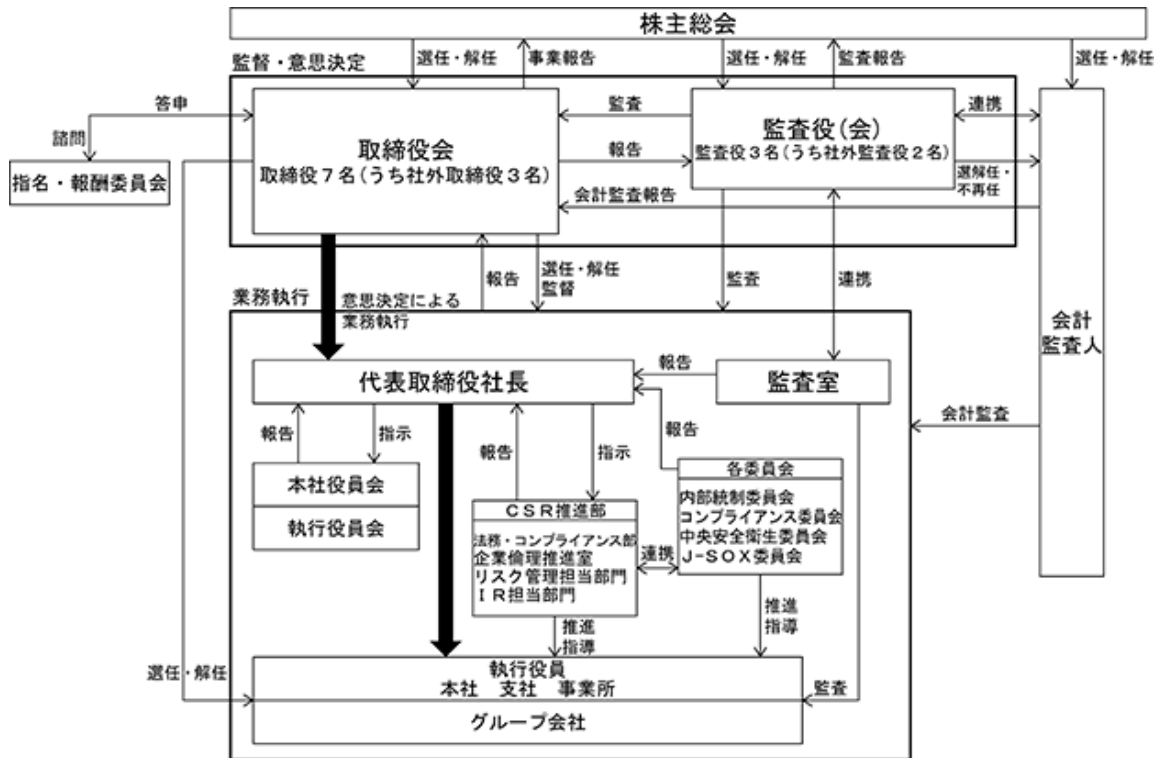 株主総会
監督・意思決定
選任・解任
事業報告
選任・解任
監査報告
選任・解任
答申
諮問
指名・報酬委員会
取締役会
取締役7名(うち社外取締役3名)
監査
報告
監査役(会)
監査役3名(うち社外監査役2名)
連携
選解任・
不再任
会計監査報告
業務執行
意思決定による
業務執行
報告
選任・解任
監督
監査
連携
会計
監査人
代表取締役社長
報告
監査室
報告
指示
報告
指示
報告
会計監査
本社役員会
執行役員会
CSR推進部
法務・コンプライアンス部
企業倫理推進室
リスク管理担当部門
IR担当部門
連携
各委員会
内部統制委員会
コンプライアンス委員会
中央安全衛生委員会
J-SOX委員会
推進
指導
推進
指導
選任・解任
執行役員
本社 支社 事業所
監査
グループ会社